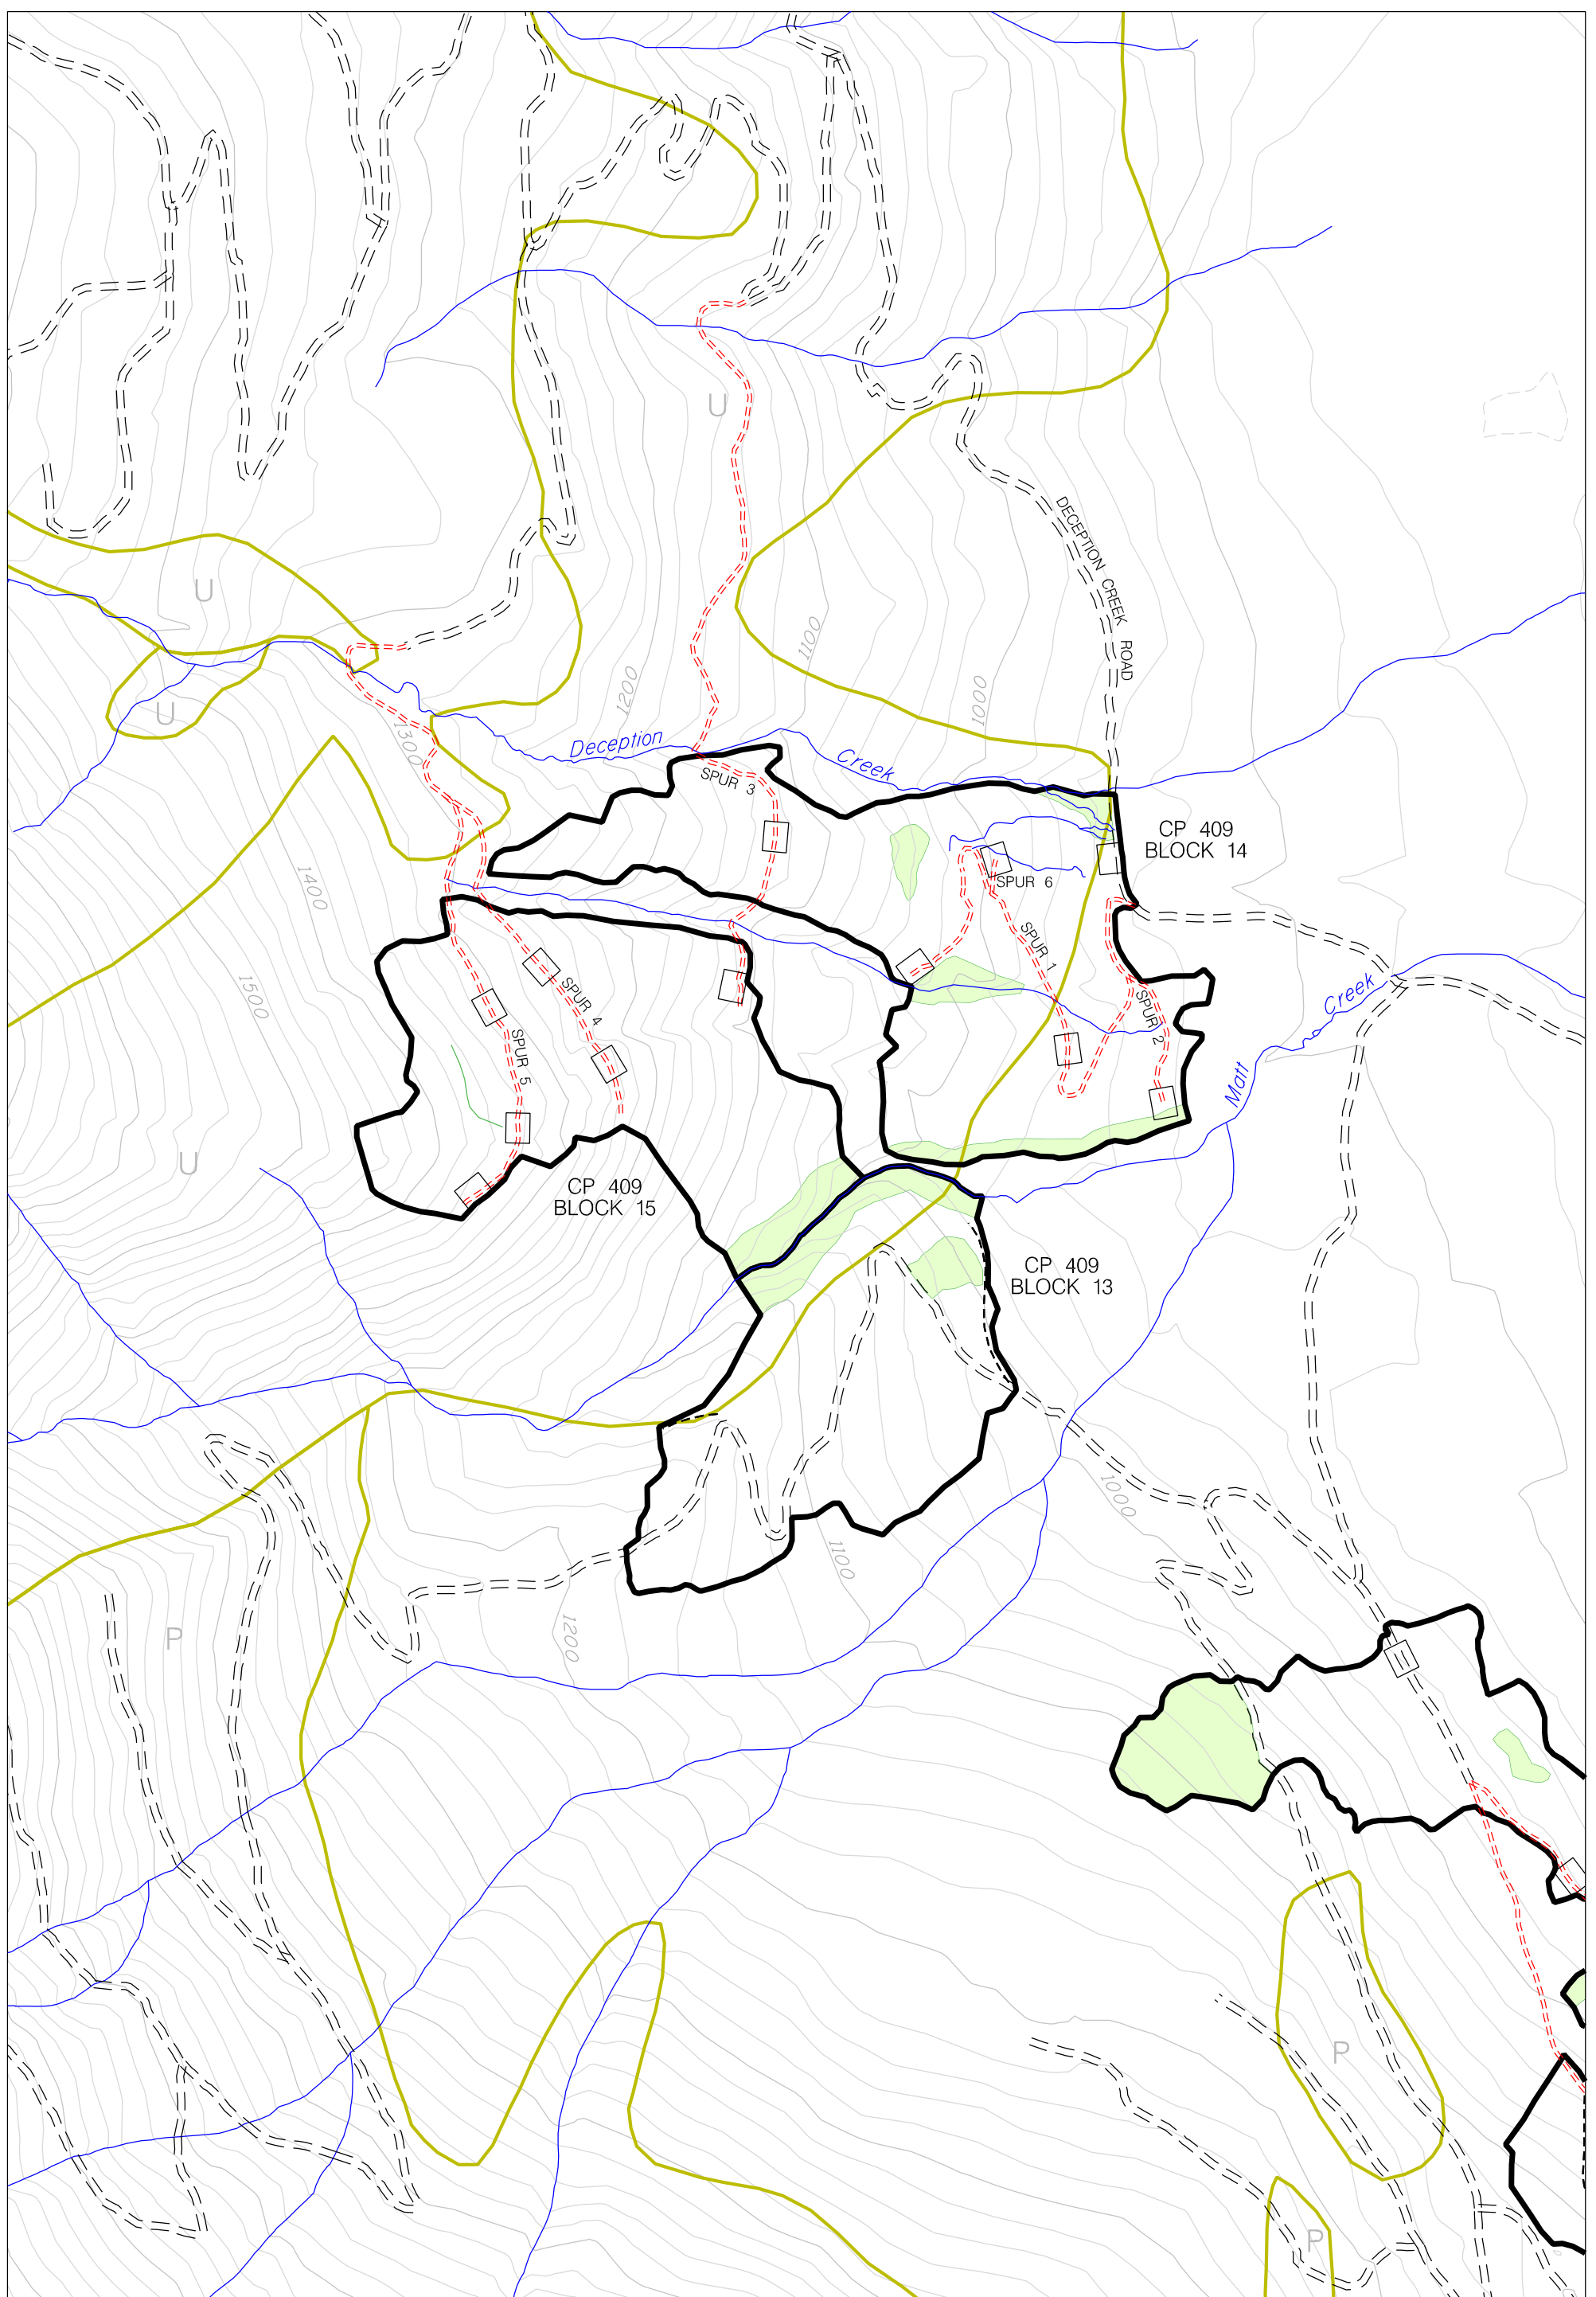 U
DECEPTION CREEK ROAD
U
1100
1200
1000
U
1300
Deception
Creek
SPUR 3
CP 409
BLOCK 14
1400
SPUR 6
SPUR 1
1500
SPUR 4
SPUR 2
Creek
SPUR 5
Matt
U
CP 409
BLOCK 15
CP 409
BLOCK 13
1000
1100
1200
P
P
P